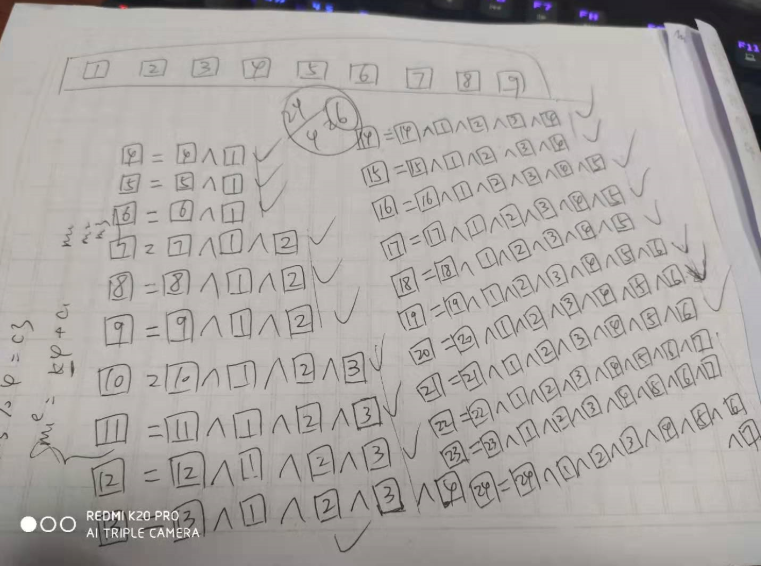 1 2 3 4 5 6 7 8 9
24
4
6
4 = 4 ∧ 1 ✓
5 = 5 ∧ 1 ✓
6 = 6 ∧ 1 ✓
7 = 7 ∧ 1 ∧ 2 ✓
8 = 8 ∧ 1 ∧ 2 ✓
9 = 9 ∧ 1 ∧ 2 ✓
10 = 10 ∧ 1 ∧ 2 ∧ 3 ✓
11 = 11 ∧ 1 ∧ 2 ∧ 3 ✓
12 = 12 ∧ 1 ∧ 2 ∧ 3 ✓
13 = 3 ∧ 1 ∧ 2 ∧ 3 ∧ 4 ✓
14 = 14 ∧ 1 ∧ 2 ∧ 3 ∧ 4 ✓
15 = 15 ∧ 1 ∧ 2 ∧ 3 ∧ 4 ✓
16 = 16 ∧ 1 ∧ 2 ∧ 3 ∧ 4 ∧ 5 ✓
17 = 17 ∧ 1 ∧ 2 ∧ 3 ∧ 4 ∧ 5 ✓
18 = 18 ∧ 1 ∧ 2 ∧ 3 ∧ 4 ∧ 5 ✓
19 = 19 ∧ 1 ∧ 2 ∧ 3 ∧ 4 ∧ 5 ∧ 6 ✓
20 = 20 ∧ 1 ∧ 2 ∧ 3 ∧ 4 ∧ 5 ∧ 6 ✓
21 = 21 ∧ 1 ∧ 2 ∧ 3 ∧ 4 ∧ 5 ∧ 6 ✓
22 = 22 ∧ 1 ∧ 2 ∧ 3 ∧ 4 ∧ 5 ∧ 6 ∧ 7
23 = 23 ∧ 1 ∧ 2 ∧ 3 ∧ 4 ∧ 5 ∧ 6 ∧ 7
24 = 24 ∧ 1 ∧ 2 ∧ 3 ∧ 4 ∧ 5 ∧ 6
∧ 7
F7
F11
REDMI K20 PRO
AI TRIPLE CAMERA